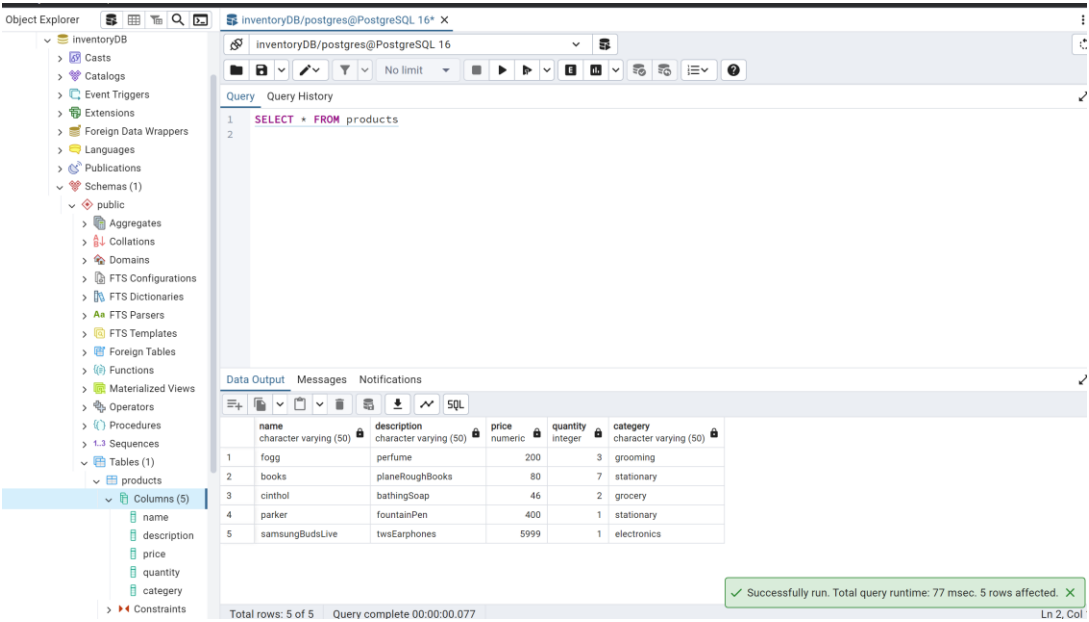 Object Explorer
inventoryDB/postgres@PostgreSQL 16*
inventoryDB
Casts
Catalogs
Event Triggers
Extensions
Foreign Data Wrappers
Languages
Publications
Schemas (1)
public
Aggregates
Collations
Domains
FTS Configurations
FTS Dictionaries
Aa FTS Parsers
FTS Templates
Foreign Tables
Functions
Materialized Views
Operators
Procedures
1..3 Sequences
Tables (1)
products
Columns (5)
name
description
price
quantity
categery
Constraints
inventoryDB/postgres@PostgreSQL 16
No limit
E
Query Query History
1 SELECT * FROM products
2
Data Output Messages Notifications
SQL
name description price quantity categery
character varying (50) character varying (50) numeric integer character varying (50)
1 fogg perfume 200 3 grooming
2 books planeRoughBooks 80 7 stationary
3 cinthol bathingSoap 46 2 grocery
4 parker fountainPen 400 1 stationary
5 samsungBudsLive twsEarphones 5999 1 electronics
Successfully run. Total query runtime: 77 msec. 5 rows affected.
Total rows: 5 of 5 Query complete 00:00:00.077 Ln 2, Col